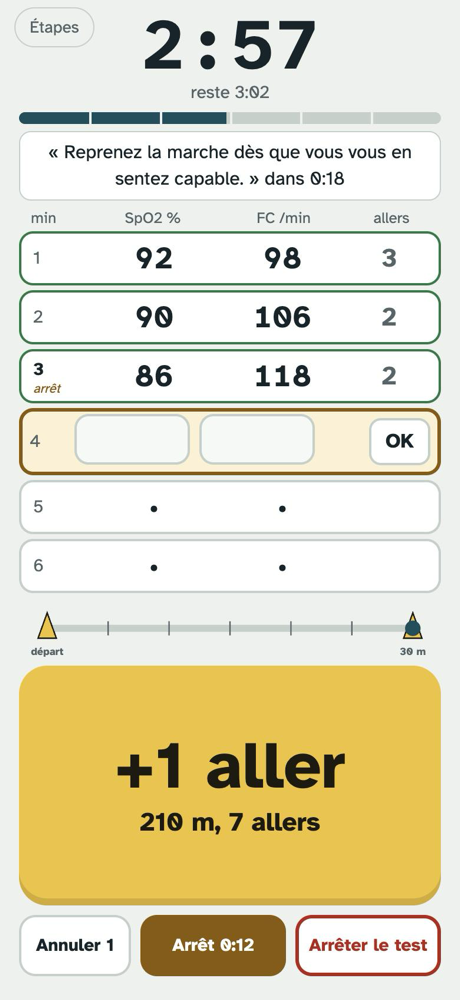 Étapes
2:57
reste 3:02
« Reprenez la marche dès que vous vous en
sentez capable. » dans 0:18
min SpO2 % FC /min allers
1 92 98 3
2 90 106 2
3 86 118 2
arrêt
4 OK
5 • •
6 • •
départ 30 m
+1 aller
210 m, 7 allers
Annuler 1 Arrêt 0:12 Arrêter le test